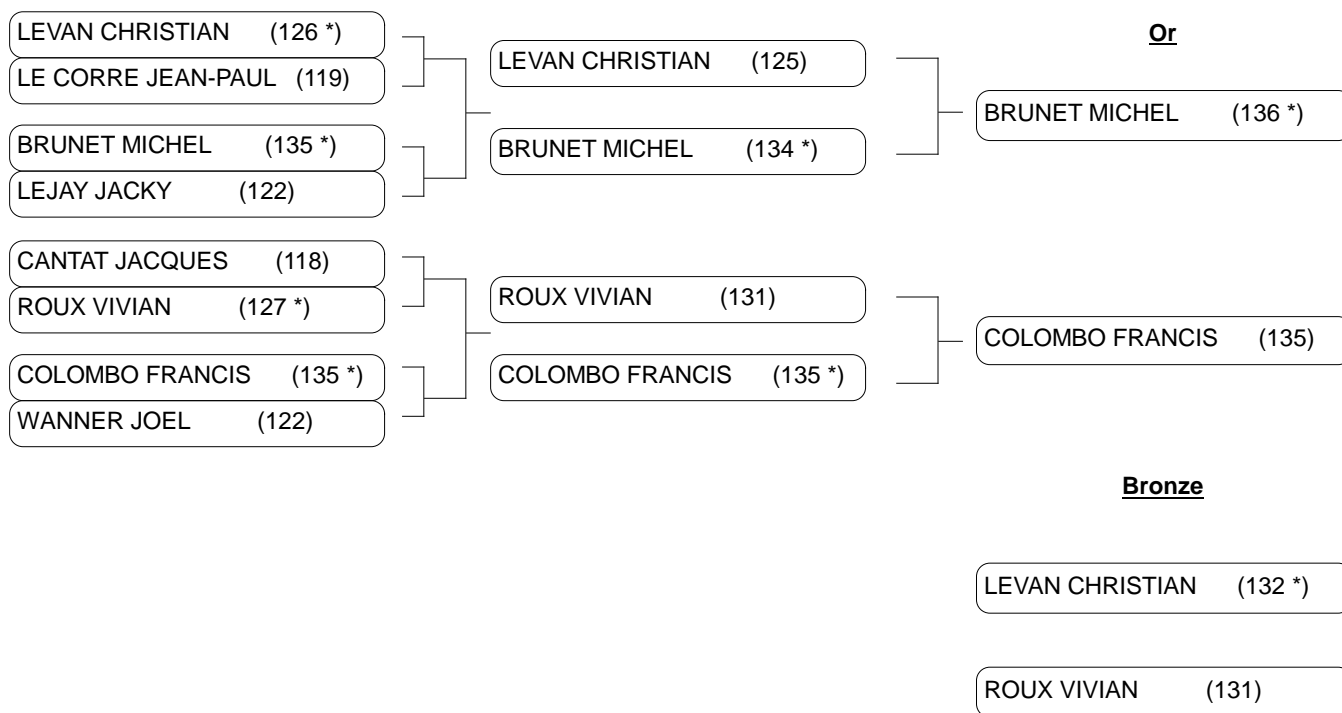 LEVAN CHRISTIAN (126 *)
LE CORRE JEAN-PAUL (119)
BRUNET MICHEL (135 *)
LEJAY JACKY (122)
CANTAT JACQUES (118)
ROUX VIVIAN (127 *)
COLOMBO FRANCIS (135 *)
WANNER JOEL (122)
LEVAN CHRISTIAN (125)
BRUNET MICHEL (134 *)
ROUX VIVIAN (131)
COLOMBO FRANCIS (135 *)
Or
BRUNET MICHEL (136 *)
COLOMBO FRANCIS (135)
Bronze
LEVAN CHRISTIAN (132 *)
ROUX VIVIAN (131)